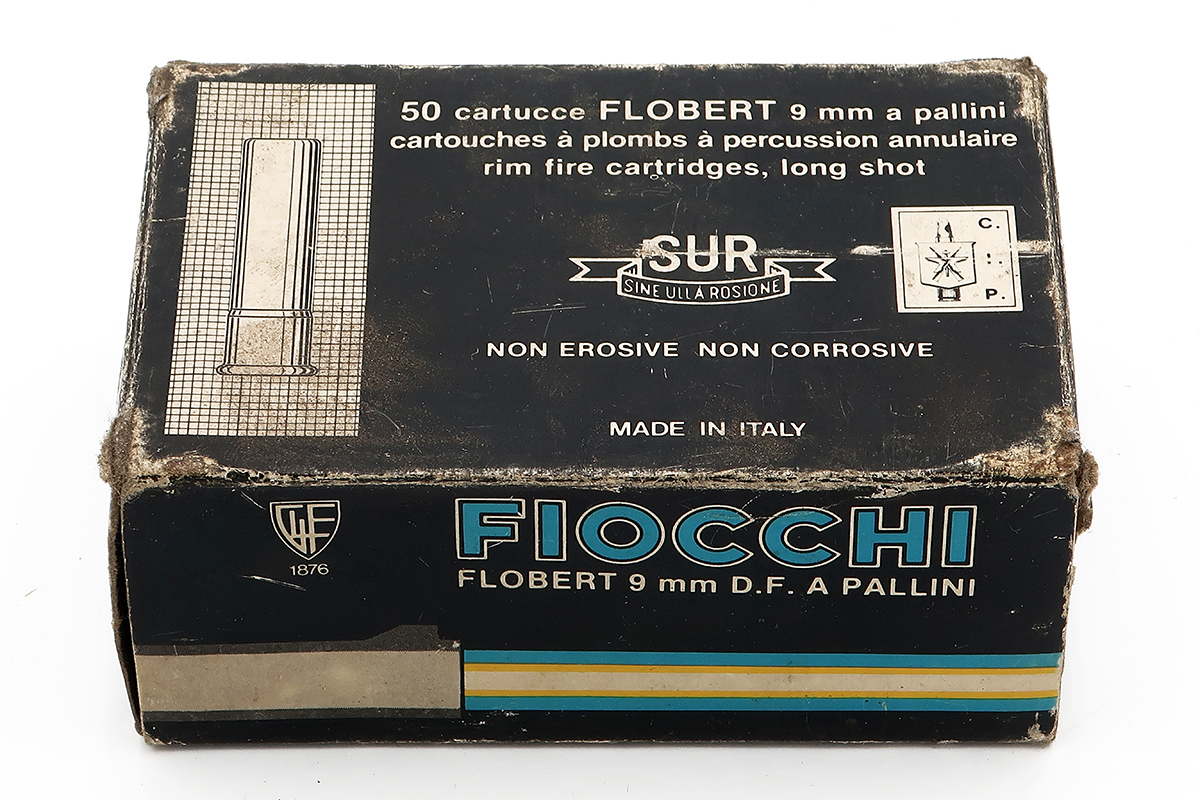 50 cartucce FLOBERT 9 mm a pallini
cartouches à plombs à percussion annulaire
rim fire cartridges, long shot
SUR
SINE ULLA ROSIONE
C.
I.
P.
NON EROSIVE NON CORROSIVE
MADE IN ITALY
GFL
1876
FIOCCHI
FLOBERT 9 mm D.F. A PALLINI